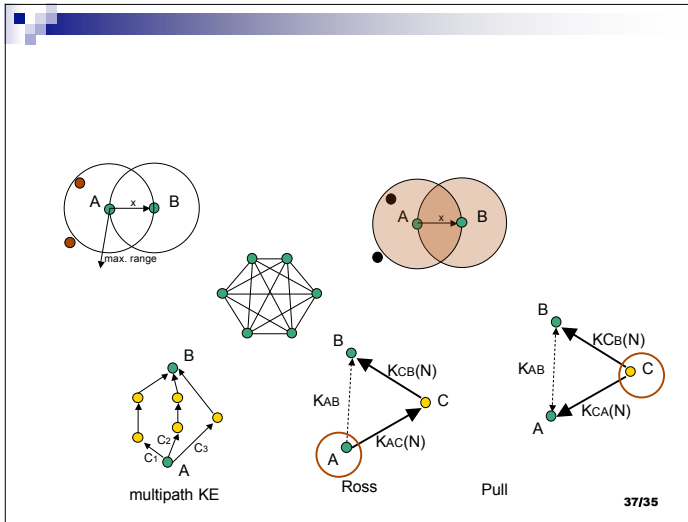 A x B
max. range
A x B
B
KCB(N)
KAB
C
KAC(N)
A
Ross
B
KCB(N)
KAB
C
KCA(N)
A
Pull
B
C1
C2
C3
A
multipath KE
37/35